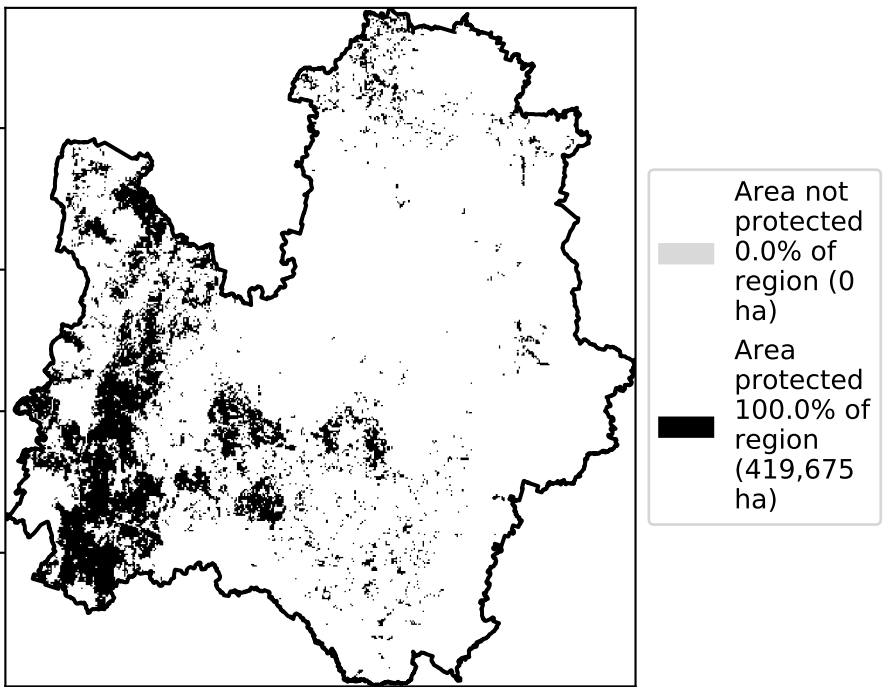 Area not
protected
0.0% of
region (0
ha)
Area
protected
100.0% of
region
(419,675
ha)